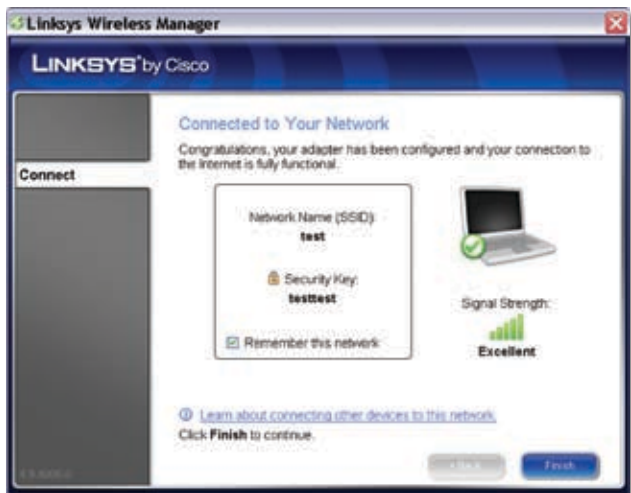 Linksys Wireless Manager
LINKSYS® by Cisco
Connected to Your Network
Congratulations, your adapter has been configured and your connection to
the Internet is fully functional.
Connect
Network Name (SSID):
test
Security Key:
testtest
Remember this network
Signal Strength:
Excellent
Learn about connecting other devices to this network.
Click Finish to continue.
Back
Finish